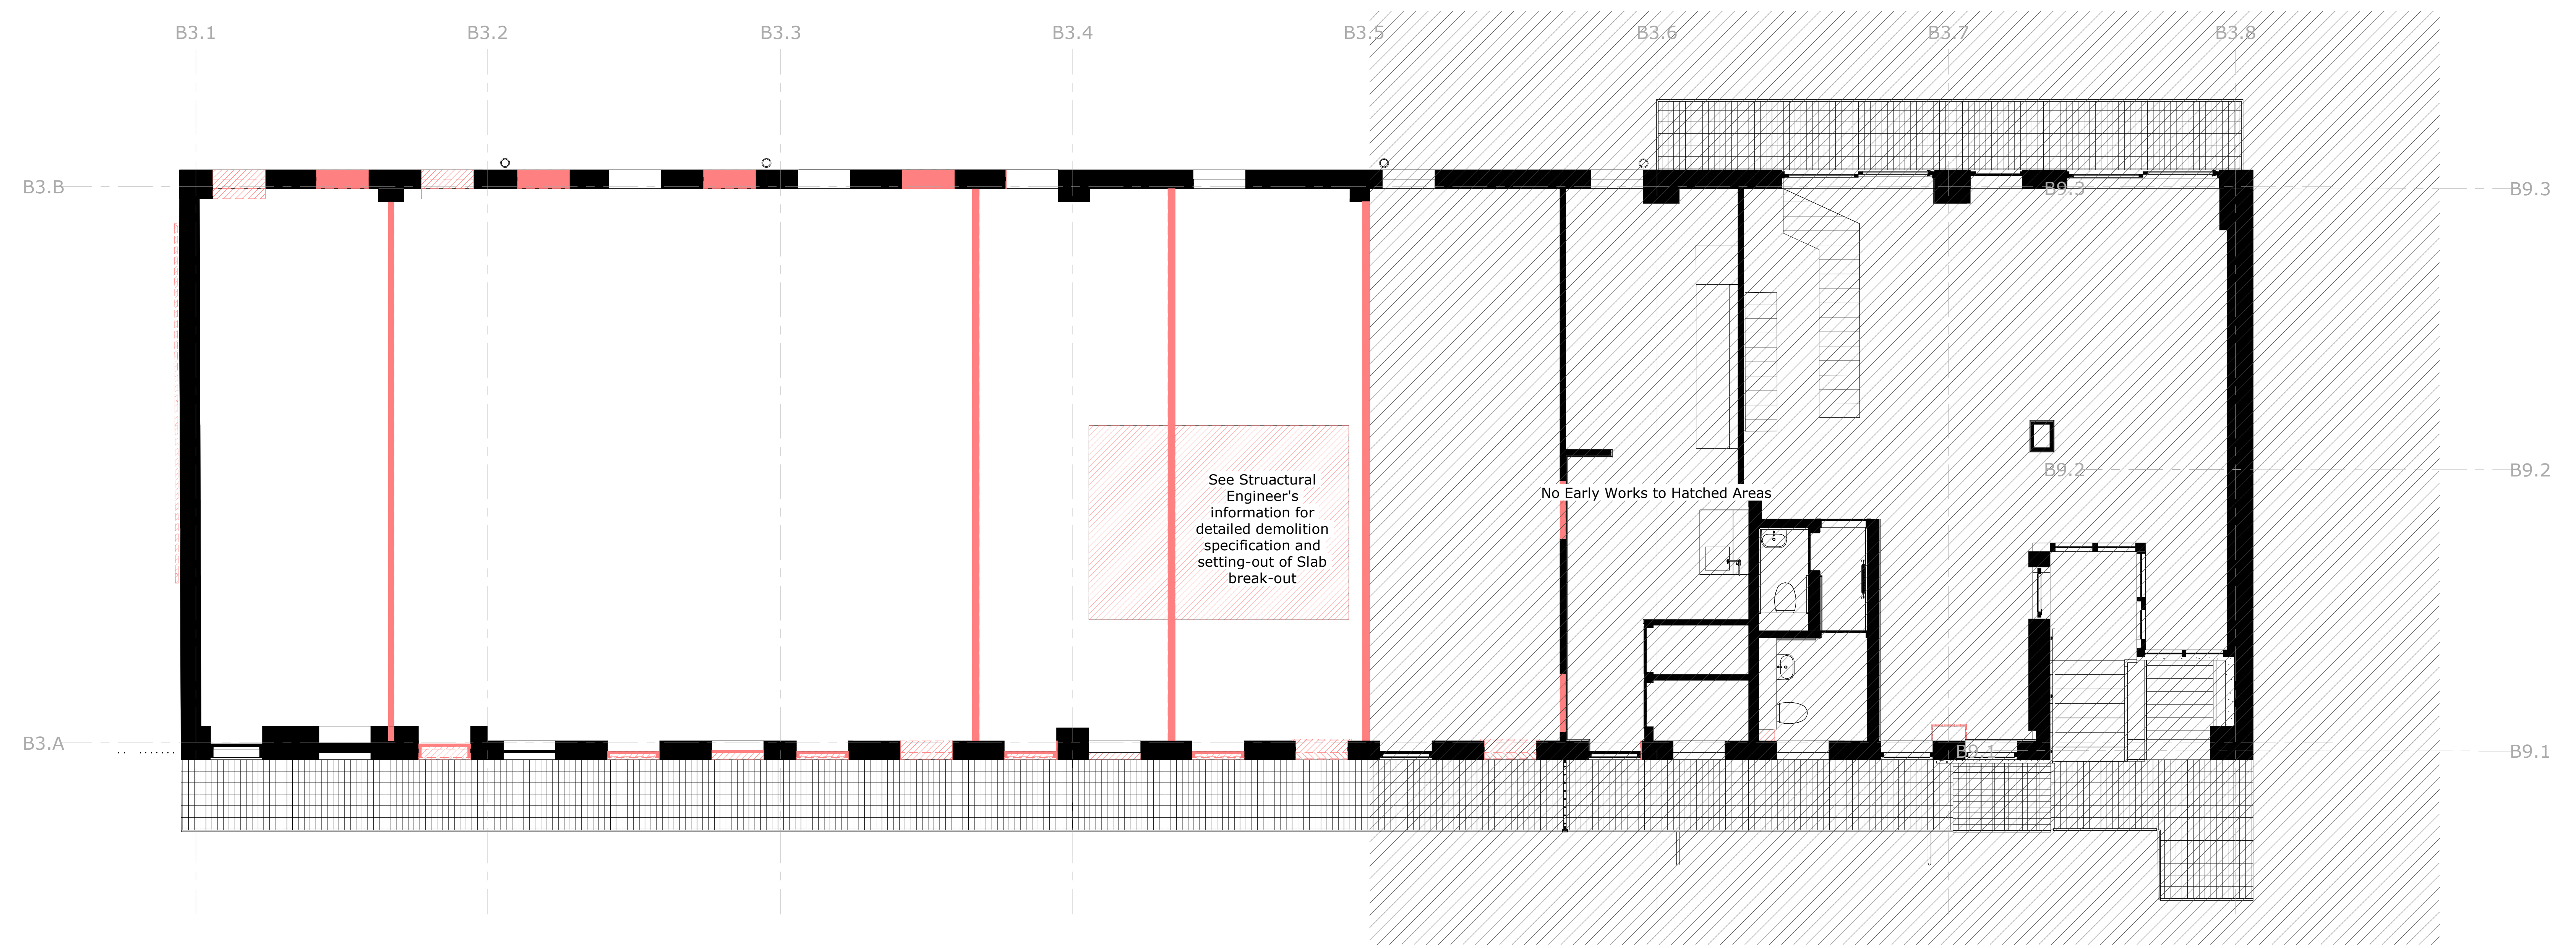 B3.1
B3.2
B3.3
B3.4
B3.5
B3.6
B3.7
B3.8
B3.B
B9.3
B9.3
B9.2
B9.2
See Struactural
Engineer's
information for
detailed demolition
specification and
setting-out of Slab
break-out
No Early Works to Hatched Areas
B3.A
B9.1
B9.1